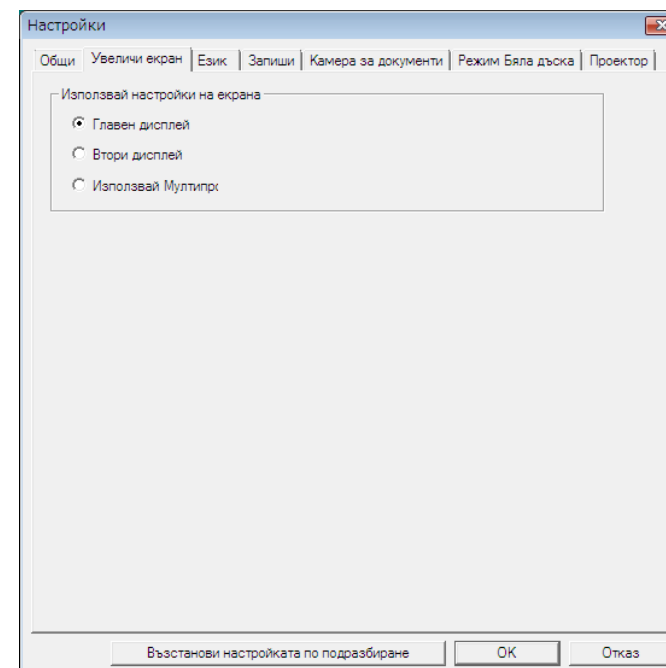 Настройки
Общи Увеличи екран Език Запиши Камера за документи Режим Бяла дъска Проектор
Използвай настройки на екрана
Главен дисплей
Втори дисплей
Използвай
Възстанови настройката по подразбиране OK Отказ